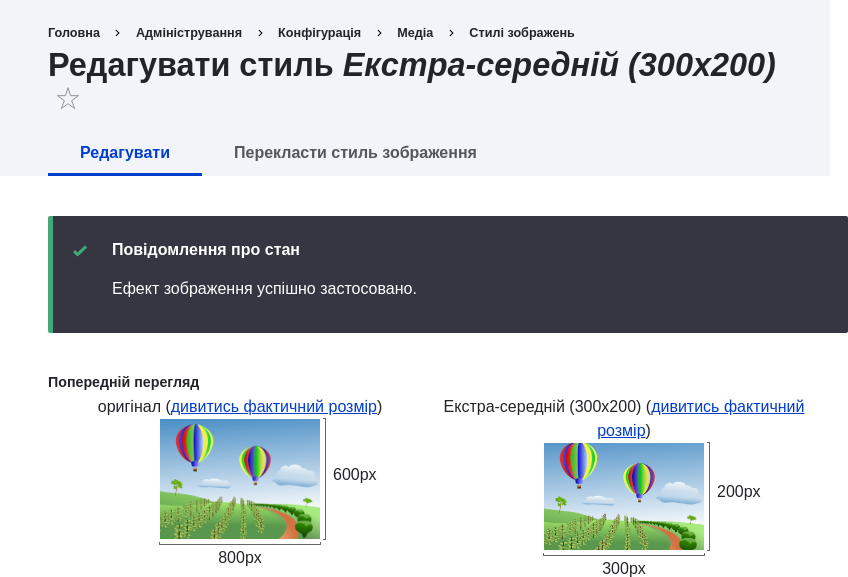 Головна > Адміністрування > Конфігурація > Медіа > Стилі зображень
Редагувати стиль Екстра-середній (300x200)
Редагувати Перекласти стиль зображення
Повідомлення про стан
Ефект зображення успішно застосовано.
Попередній перегляд
оригінал (дивитись фактичний розмір)
600px
800px
Екстра-середній (300x200) (дивитись фактичний
розмір)
200px
300px